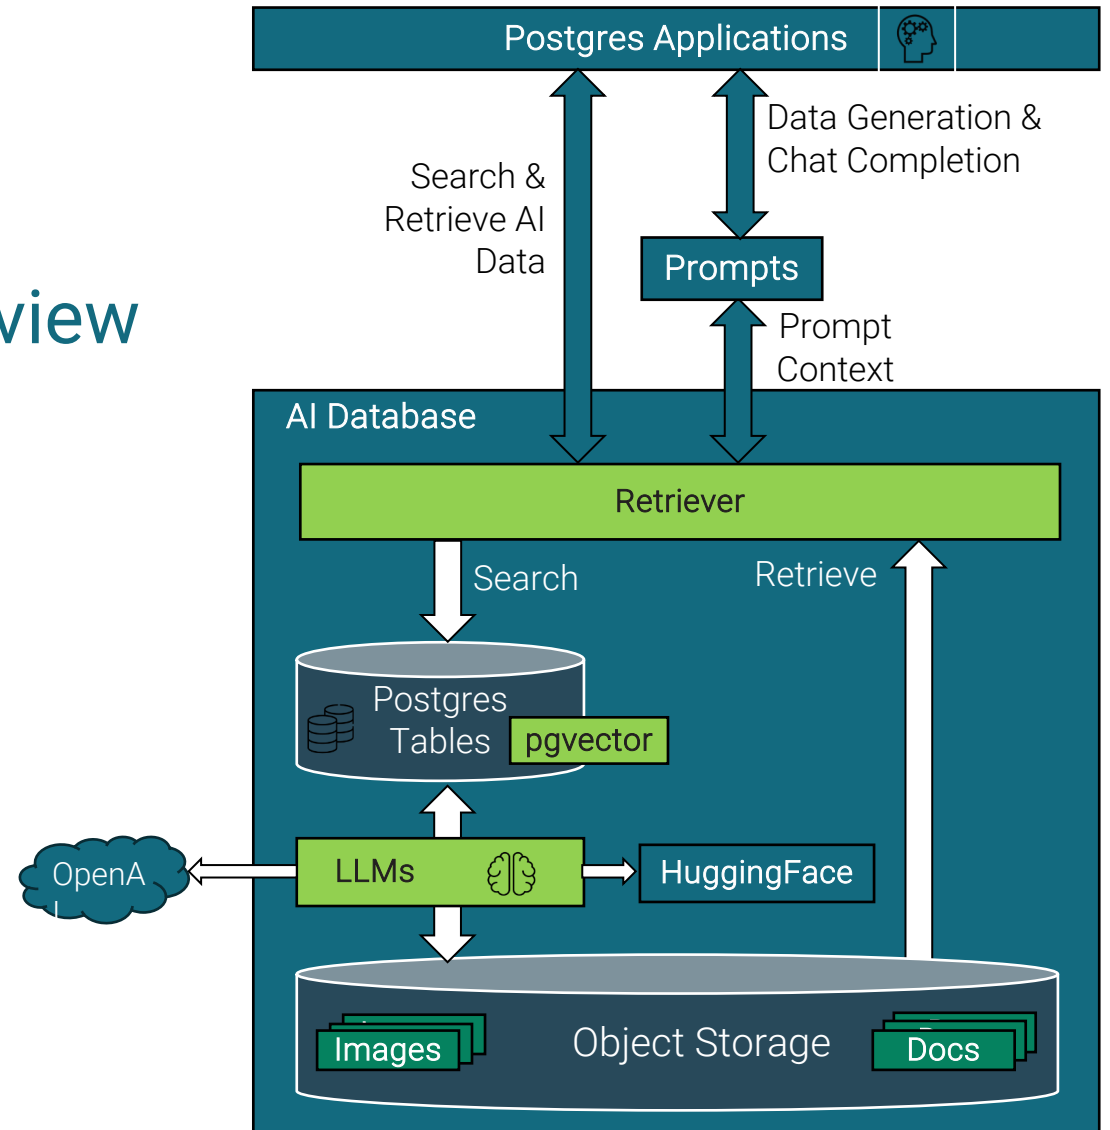 Postgres Applications
Data Generation &
Chat Completion
Search &
Retrieve AI
Data
Prompts
view
Prompt
Context
AI Database
Retriever
Search
Retrieve
Postgres
Tables
pgvector
OpenA
I
LLMs
HuggingFace
Images
Object Storage
Docs